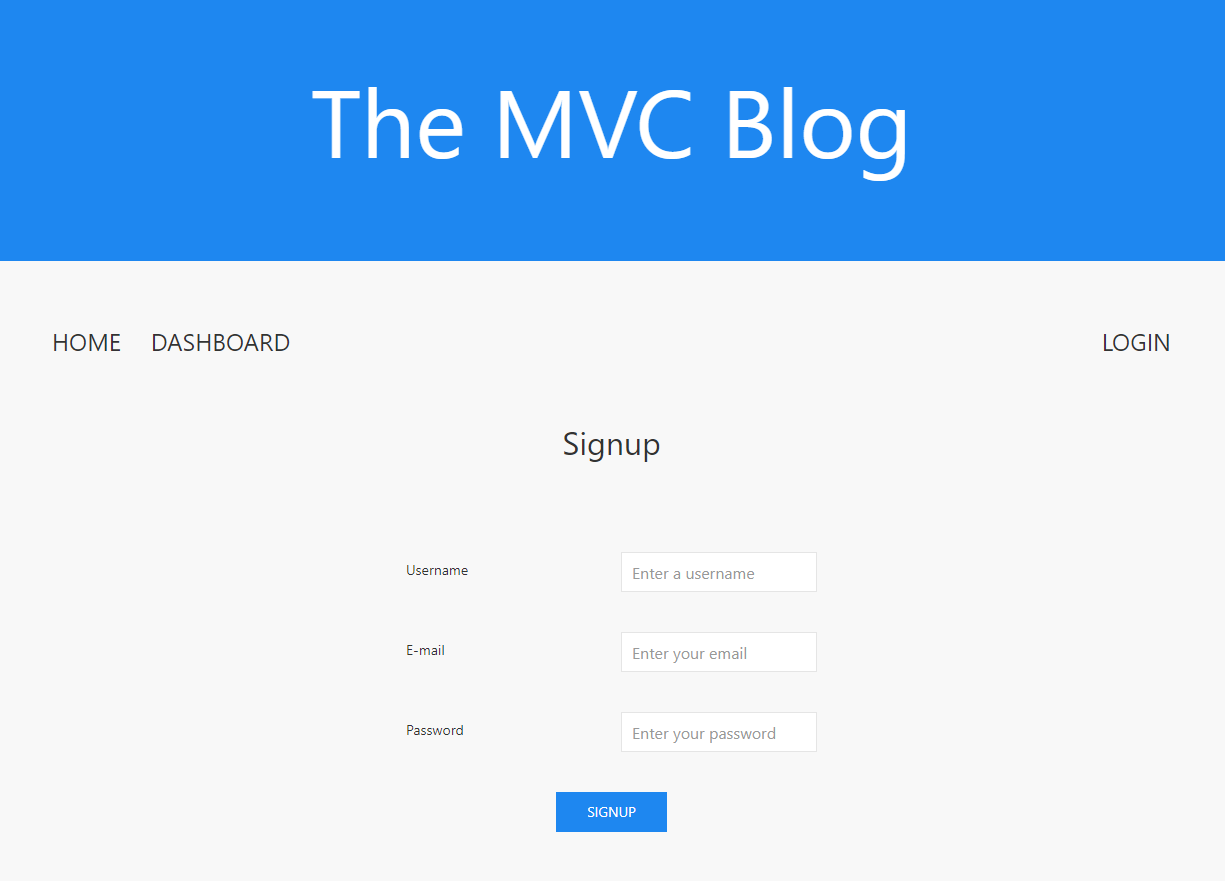 The MVC Blog
HOME DASHBOARD LOGIN
Signup
Username Enter a username
E-mail Enter your email
Password Enter your password
SIGNUP